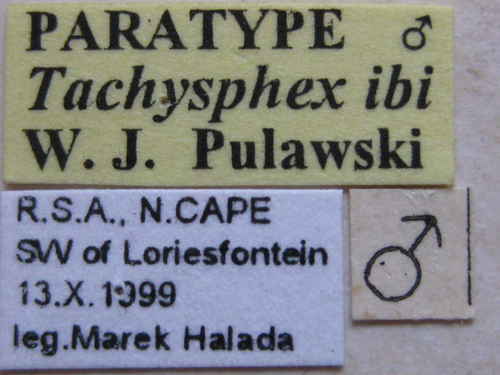 PARATYPE ♂
Tachysphex ibi
W. J. Pulawski
R.S.A., N.CAPE
SW of Loriesfontein
13.X.1999
leg.Marek Halada
♂